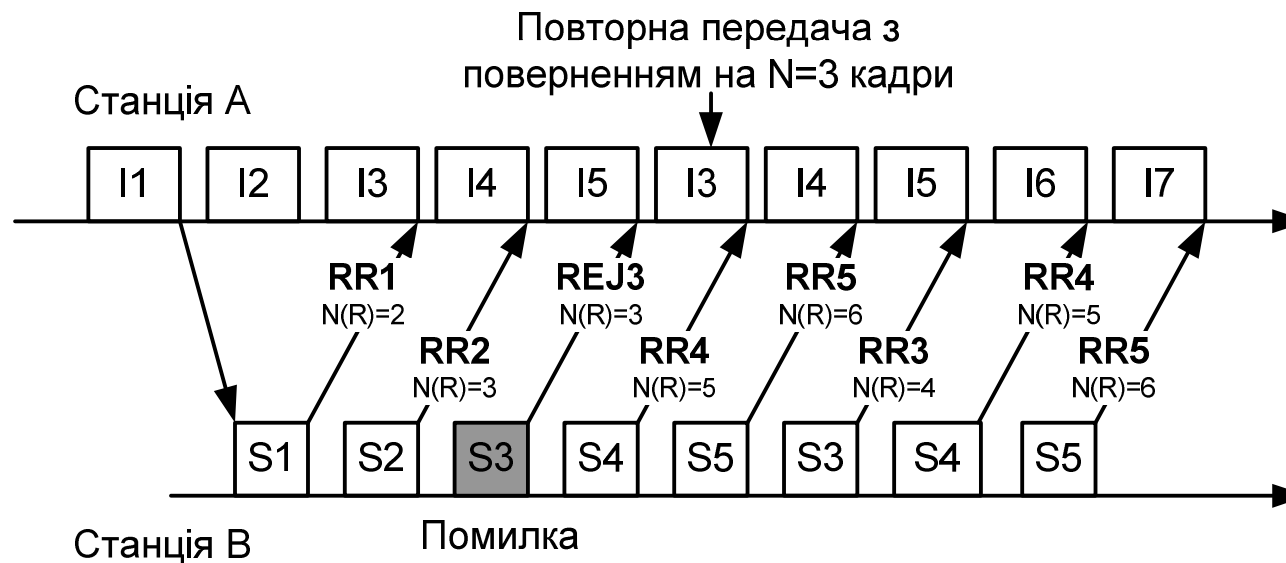 Повторна передача з
поверненням на N=3 кадри
Станція А
I1 I2 I3 I4 I5 I3 I4 I5 I6 I7
RR1 REJ3 RR5 RR4
N(R)=2 N(R)=3 N(R)=6 N(R)=5
RR2 RR4 RR3 RR5
N(R)=3 N(R)=5 N(R)=4 N(R)=6
S1 S2 S3 S4 S5 S3 S4 S5
Станція В Помилка